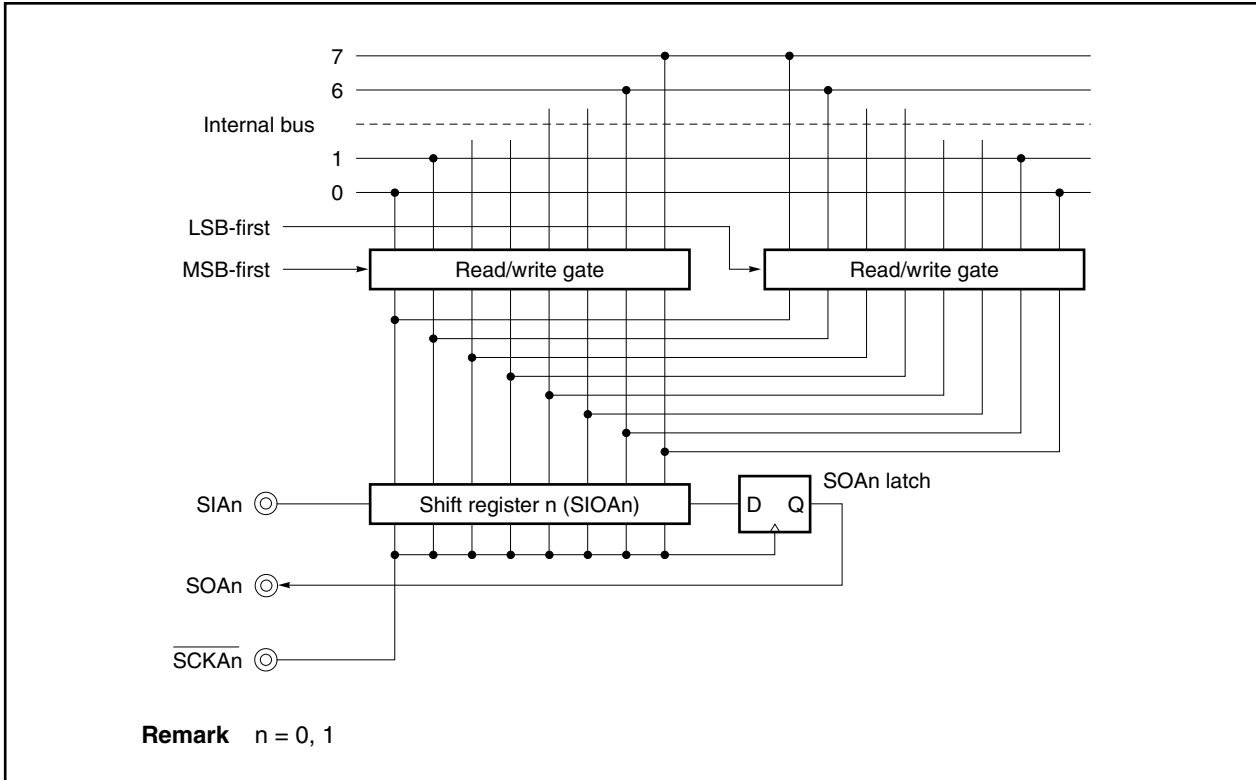 7
6
Internal bus
1
0
LSB-first
MSB-first
Read/write gate
Read/write gate
SIAn
Shift register n (SIOAn)
D Q
SOAn latch
SOAn
SCKAn
Remark n = 0, 1